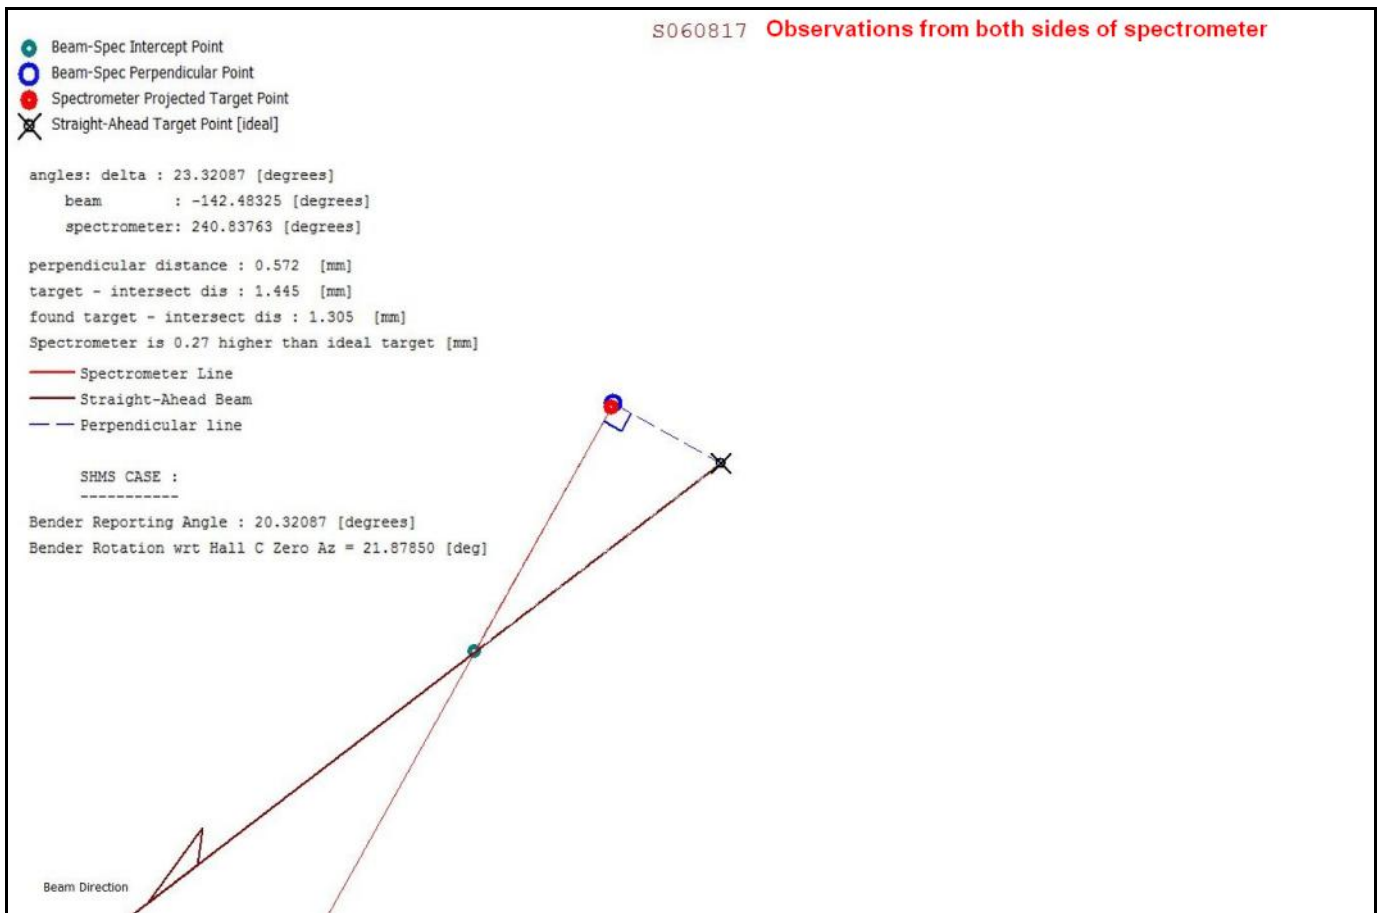 S060817 Observations from both sides of spectrometer
Beam-Spec Intercept Point
Beam-Spec Perpendicular Point
Spectrometer Projected Target Point
Straight-Ahead Target Point [ideal]
angles: delta : 23.32087 [degrees]
beam : -142.48325 [degrees]
spectrometer: 240.83763 [degrees]
perpendicular distance : 0.572 [mm]
target - intersect dis : 1.445 [mm]
found target - intersect dis : 1.305 [mm]
Spectrometer is 0.27 higher than ideal target [mm]
Spectrometer Line
Straight-Ahead Beam
Perpendicular line
SHMS CASE :
-----------
Bender Reporting Angle : 20.32087 [degrees]
Bender Rotation wrt Hall C Zero Az = 21.87850 [deg]
Beam Direction